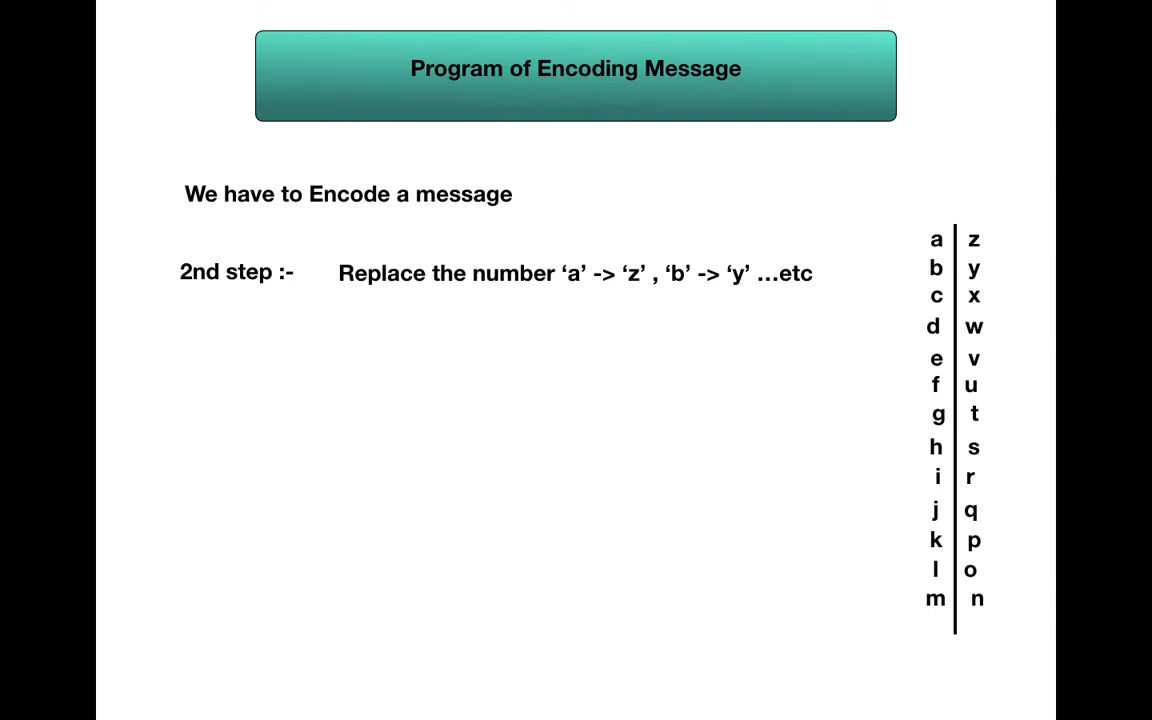 Program of Encoding Message
We have to Encode a message
2nd step :- Replace the number ‘a’ -> ‘z’ , ‘b’ -> ‘y’ ...etc
a z
b y
c x
d w
e v
f u
g t
h s
i r
j q
k p
l o
m n